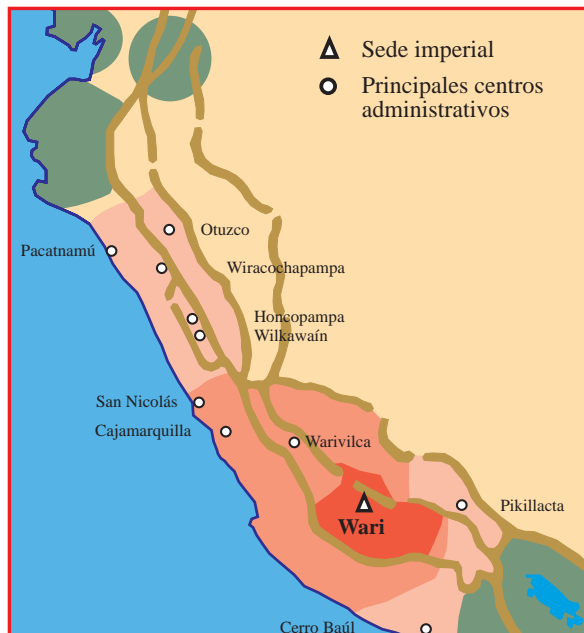 Sede imperial
Principales centros
administrativos
Otuzco
Pacatnamú
Wiracochapampa
Honcopampa
Wilkawaín
San Nicolás
Cajamarquilla
Warivilca
Pikillacta
Wari
Cerro Baúl